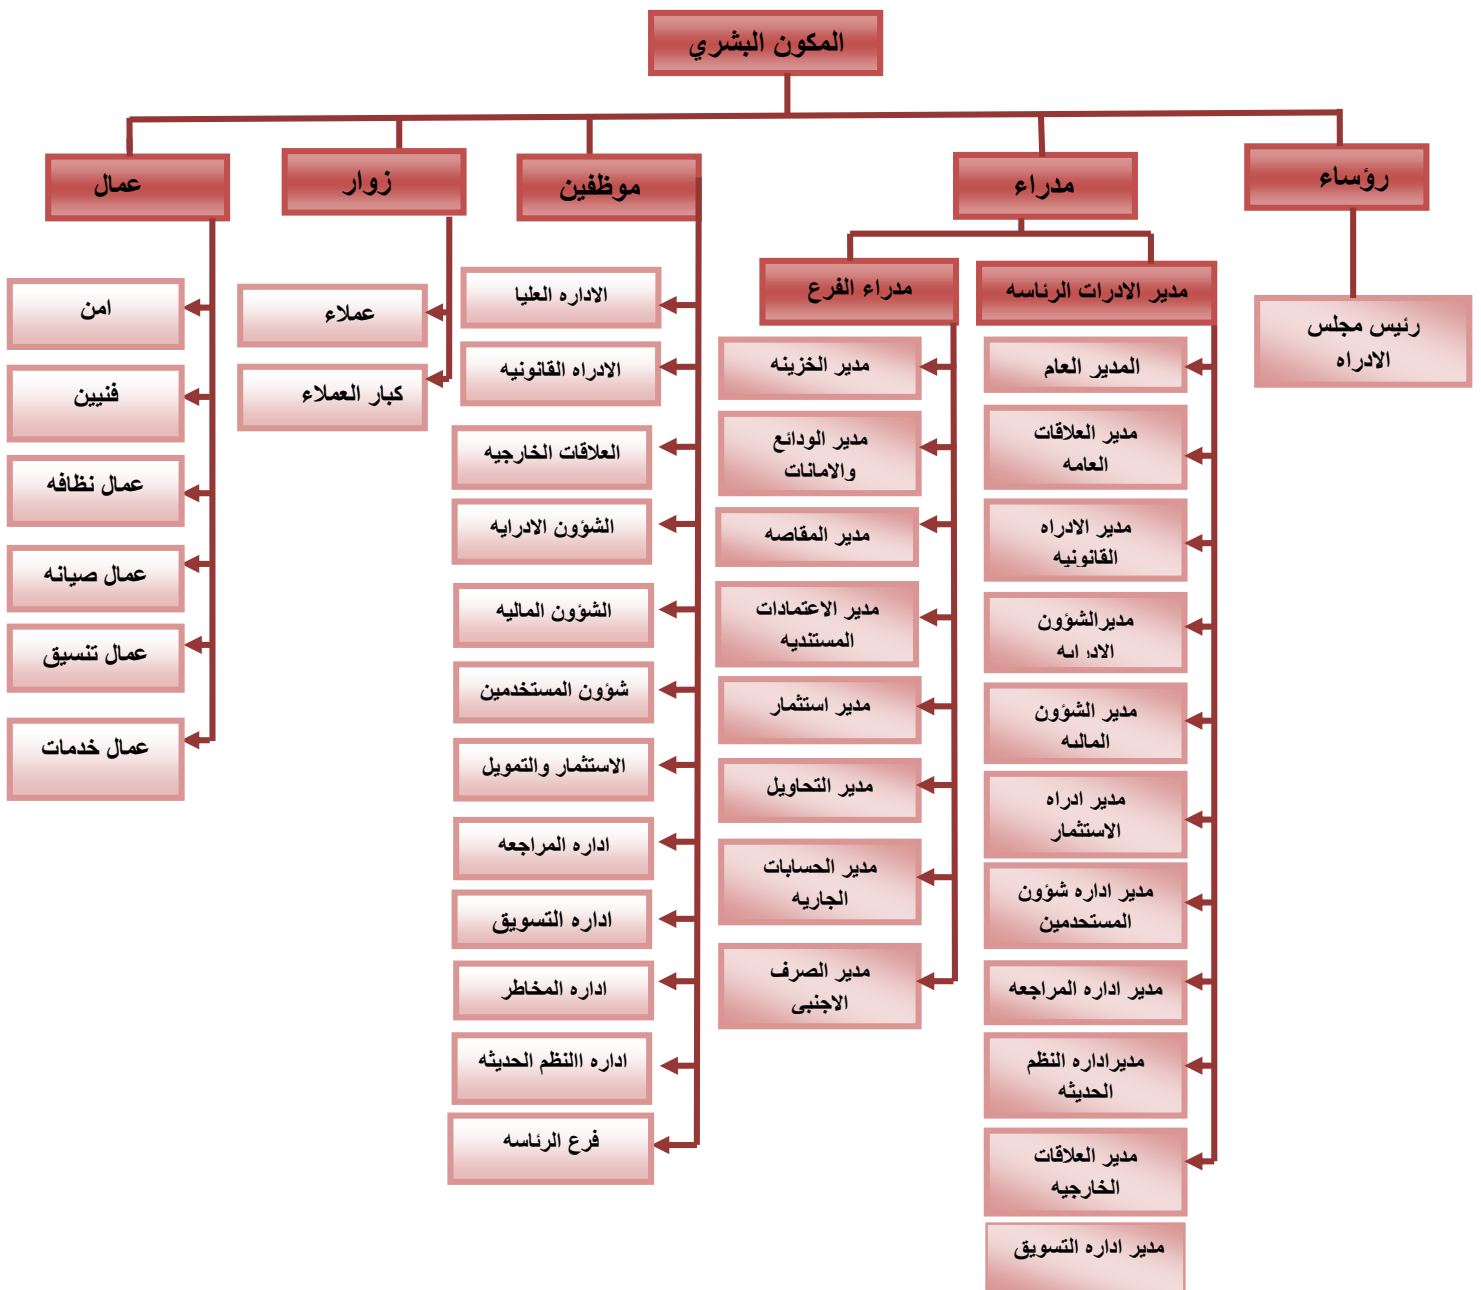 المكون البشري
رؤساء
مدراء
موظفين
زوار
عمال
رئيس مجلس
الادراه
مدير الادرات الرئاسه
المدير العام
مدير العلاقات
العامه
مدير الادراه
القانونيه
مديرالشؤون
الادرايه
مدير الشؤون
الماليه
مدير ادراه
الاستثمار
مدير اداره شؤون
المستحدمين
مدير اداره المراجعه
مديراداره النظم
الحديثه
مدير العلاقات
الخارجيه
مدير اداره التسويق
مدراء الفرع
مدير الخزينه
مدير الودائع
والامانات
مدير المقاصه
مدير الاعتمادات
المستنديه
مدير استثمار
مدير التحاويل
مدير الحسابات
الجاريه
مدير الصرف
الاجنبي
الاداره العليا
الادراه القانونيه
العلاقات الخارجيه
الشؤون الادرايه
الشؤون الماليه
شؤون المستخدمين
الاستثمار والتمويل
اداره المراجعه
اداره التسويق
اداره المخاطر
اداره االنظم الحديثه
فرع الرئاسه
عملاء
كبار العملاء
امن
فنيين
عمال نظافه
عمال صيانه
عمال تنسيق
عمال خدمات